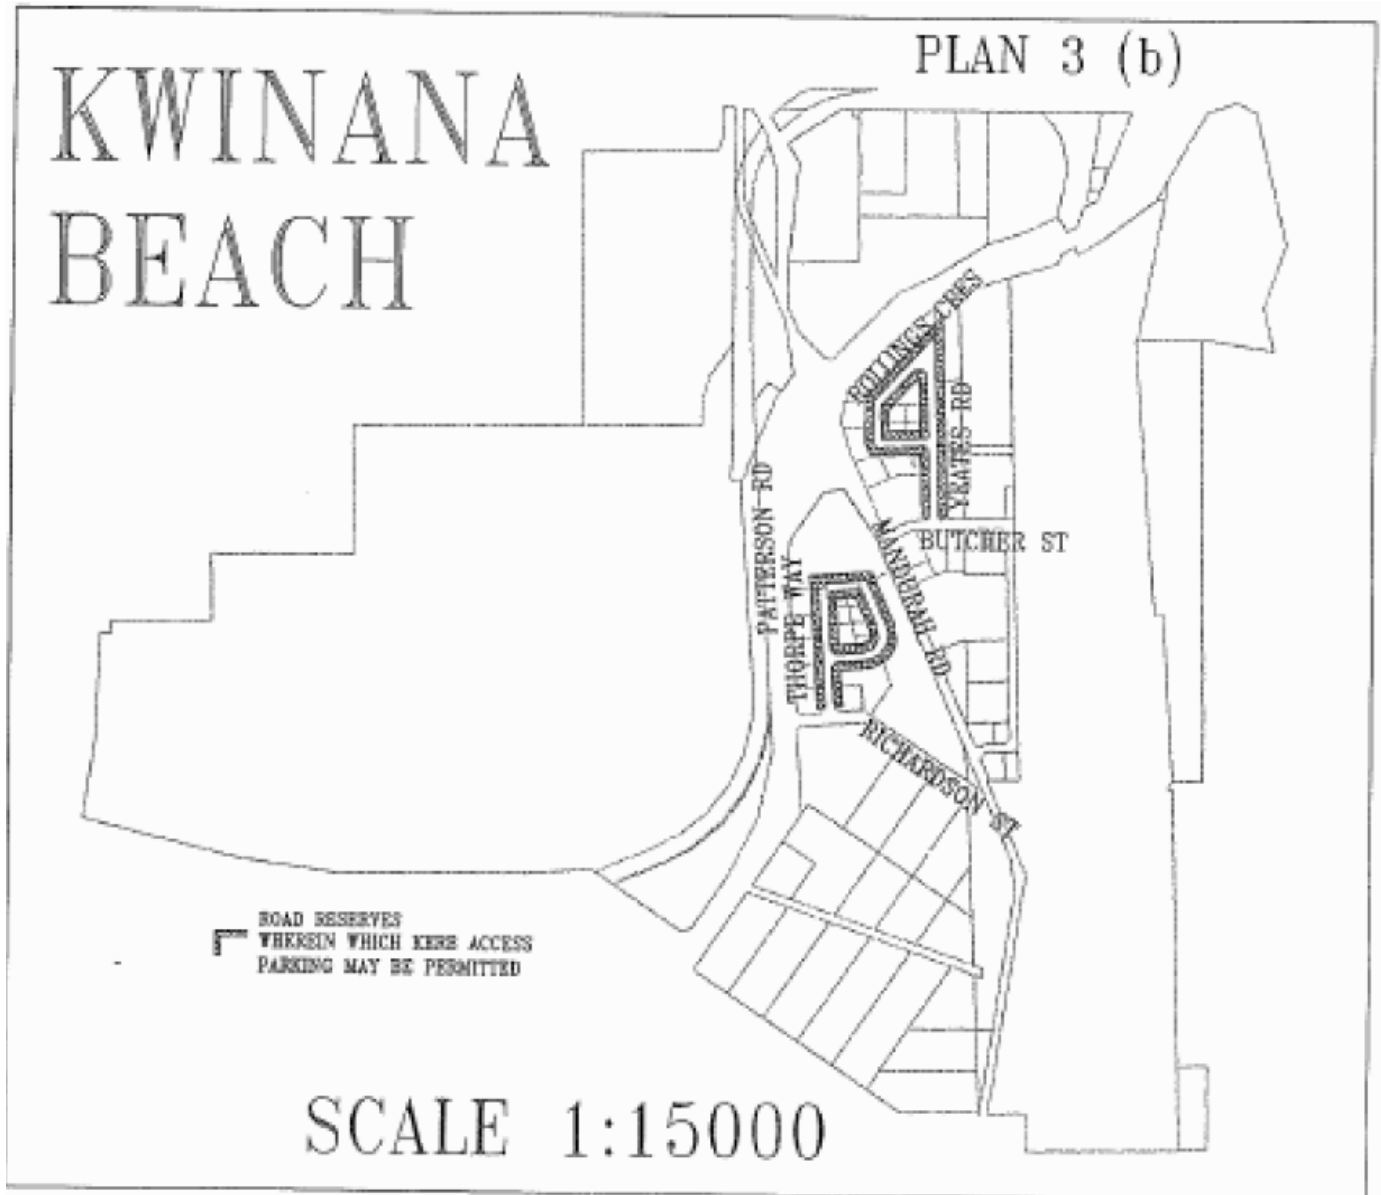 PLAN 3 (b)
KWINANA
BEACH
ROLLINGS CRES
YEATES RD
PATTERSON RD
MANDURAH RD
BUTCHER ST
THORPE WAY
RICHARDSON ST
ROAD RESERVES
WHEREIN WHICH KERB ACCESS
PARKING MAY BE PERMITTED
SCALE 1:15000